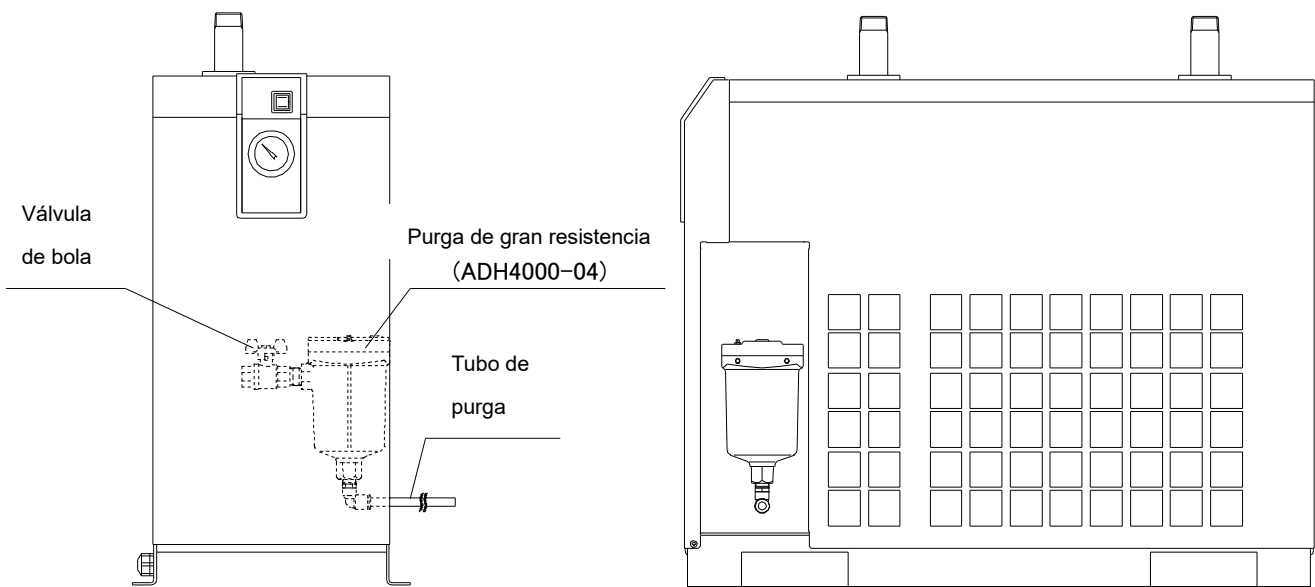 Válvula
de bola
Purga de gran resistencia
（ADH4000-04）
Tubo de
purga